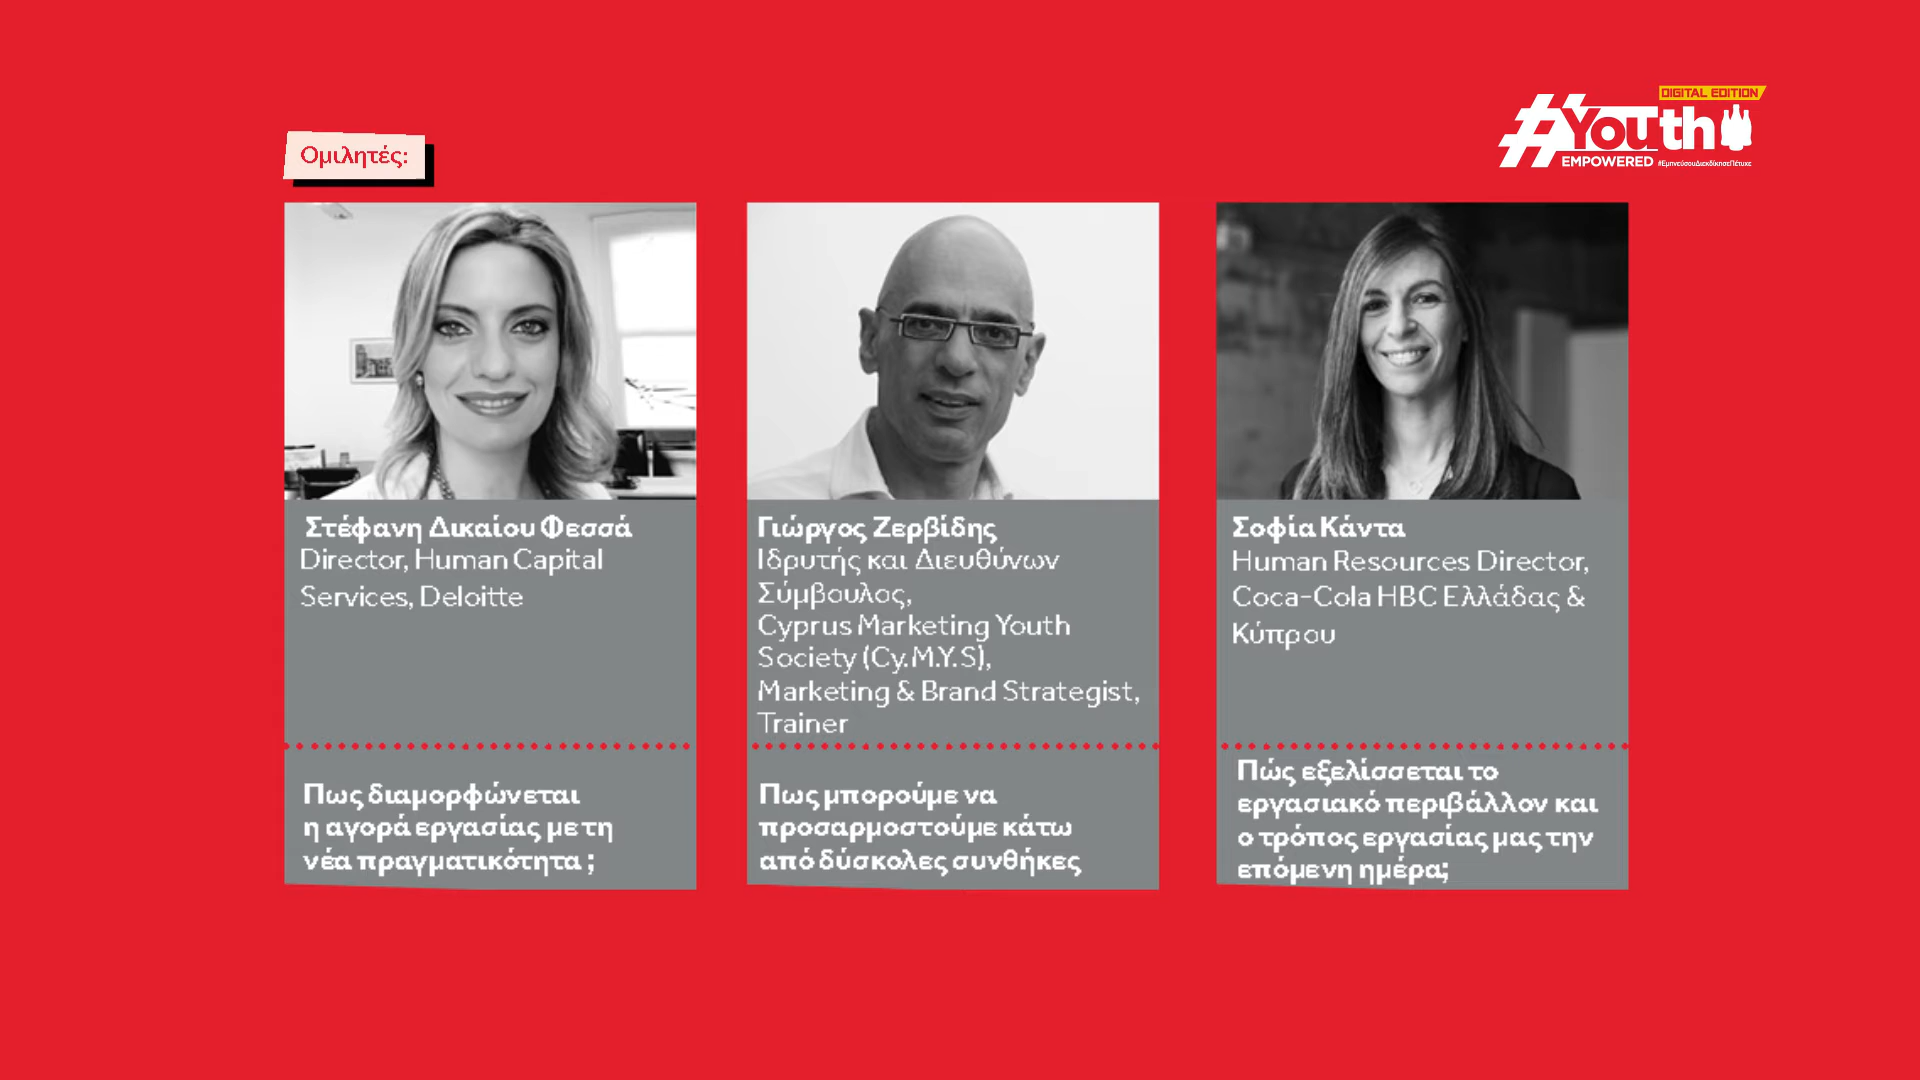 DIGITAL EDITION
#Youth
EMPOWERED #ΕμπνεύσουΔιεκδίκησεΠέτυχε
Ομιλητές:
Στέφανη Δικαίου Φεσσά
Director, Human Capital
Services, Deloitte
Πως διαμορφώνεται
η αγορά εργασίας με τη
νέα πραγματικότητα ;
Γιώργος Ζερβίδης
Ιδρυτής και Διευθύνων
Σύμβουλος,
Cyprus Marketing Youth
Society (Cy.M.Y.S),
Marketing & Brand Strategist,
Trainer
Πως μπορούμε να
προσαρμοστούμε κάτω
από δύσκολες συνθήκες
Σοφία Κάντα
Human Resources Director,
Coca-Cola HBC Ελλάδας &
Κύπρου
Πώς εξελίσσεται το
εργασιακό περιβάλλον και
ο τρόπος εργασίας μας την
επόμενη ημέρα;